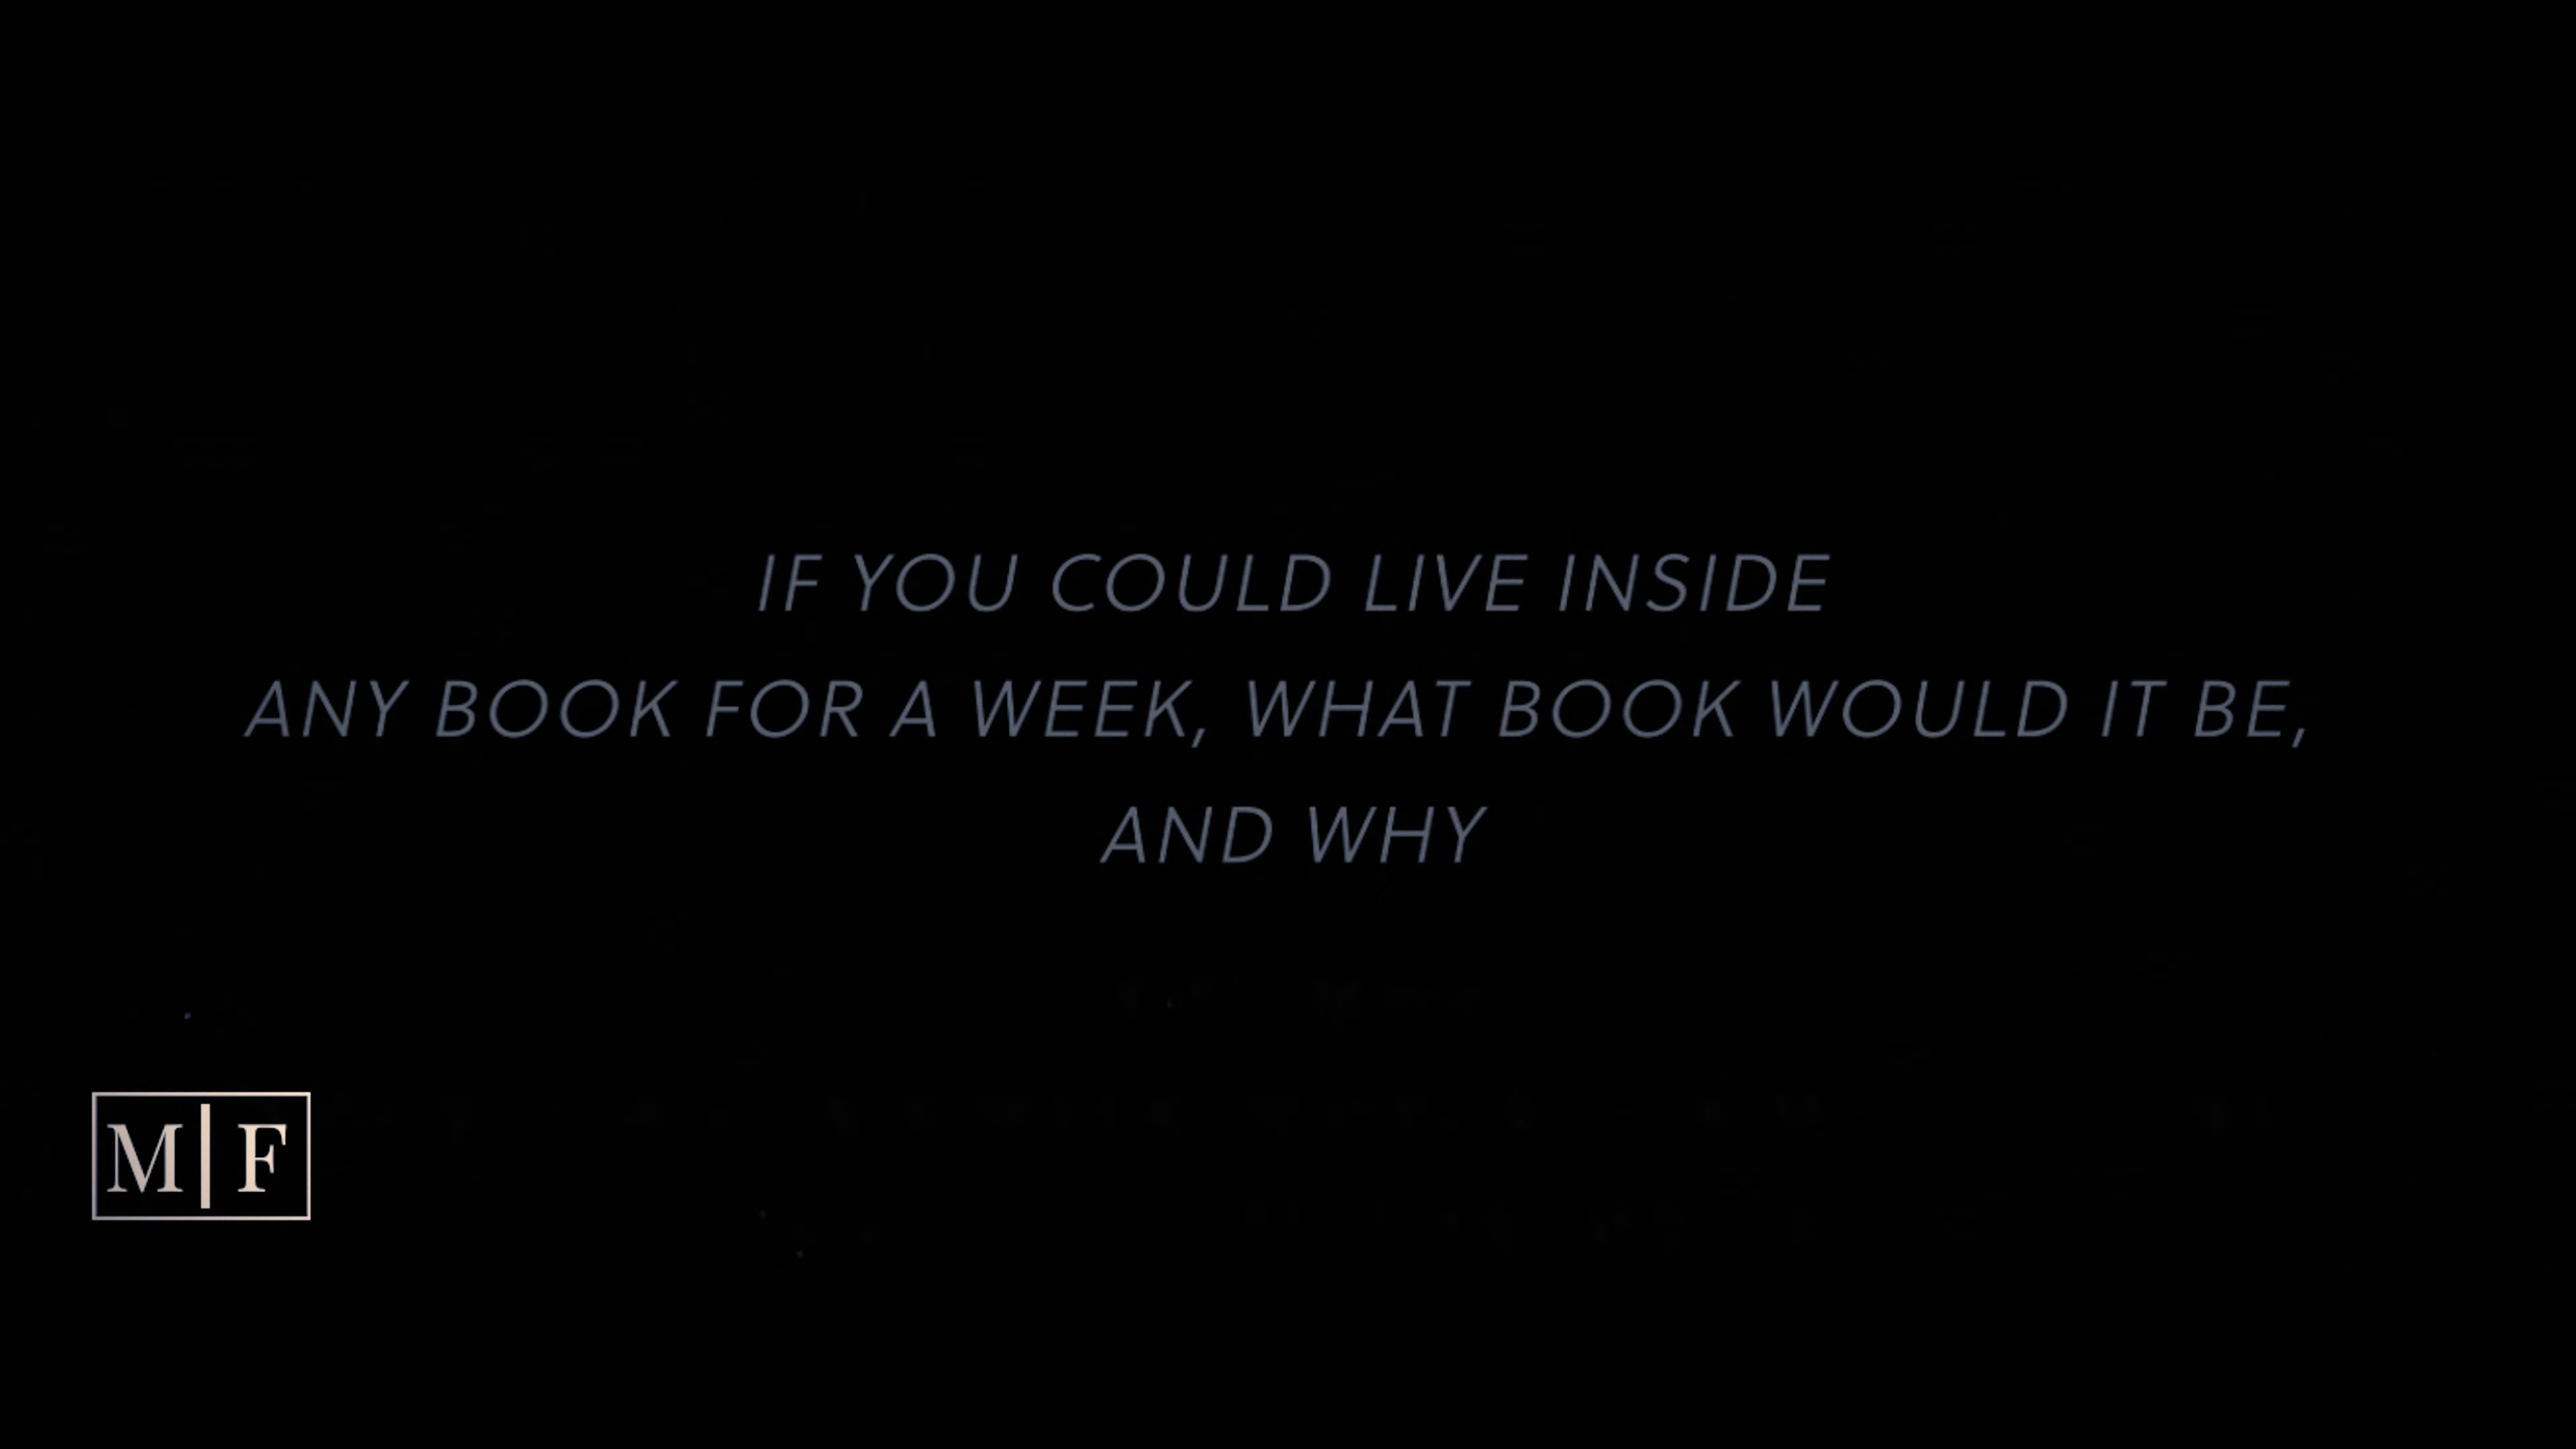 IF YOU COULD LIVE INSIDE
ANY BOOK FOR A WEEK, WHAT BOOK WOULD IT BE,
AND WHY
M|F